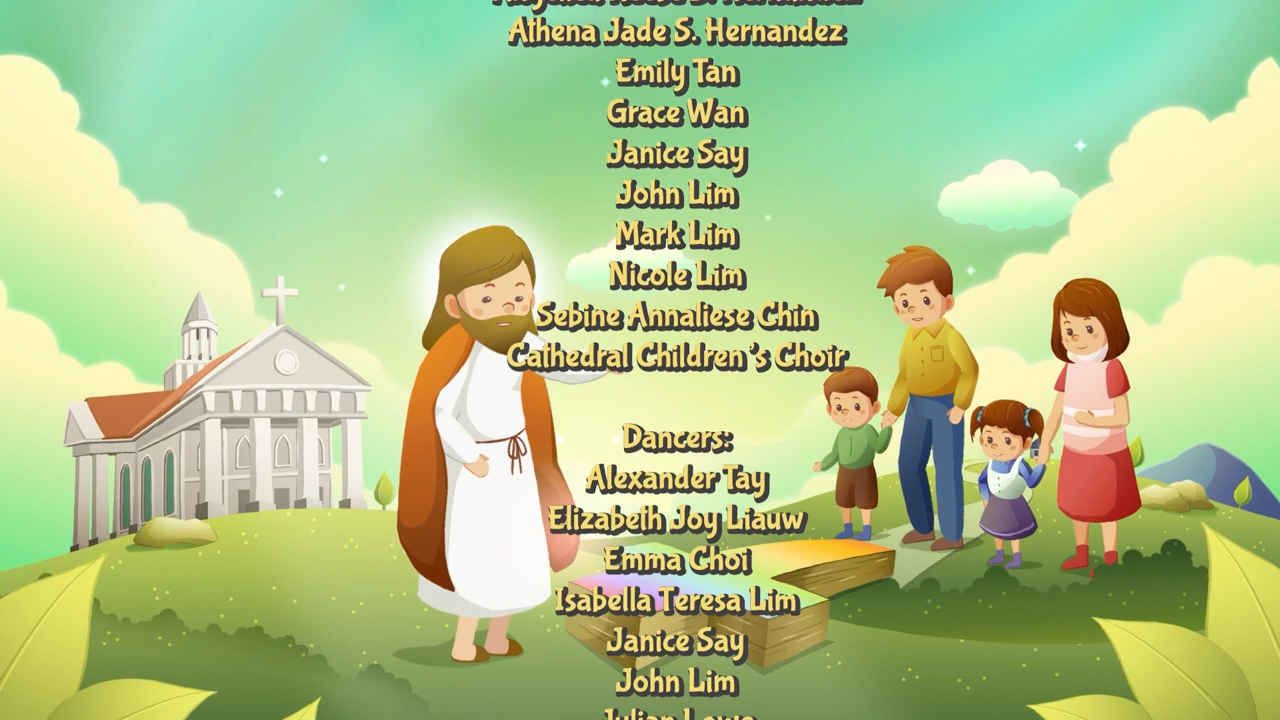 Athena Jade S. Hernandez
Emily Tan
Grace Wan
Janice Say
John Lim
Mark Lim
Nicole Lim
Sebine Annaliese Chin
Cathedral Children's Choir
Dancers:
Alexander Tay
Elizabeth Joy Liauw
Emma Choi
Isabella Teresa Lim
Janice Say
John Lim